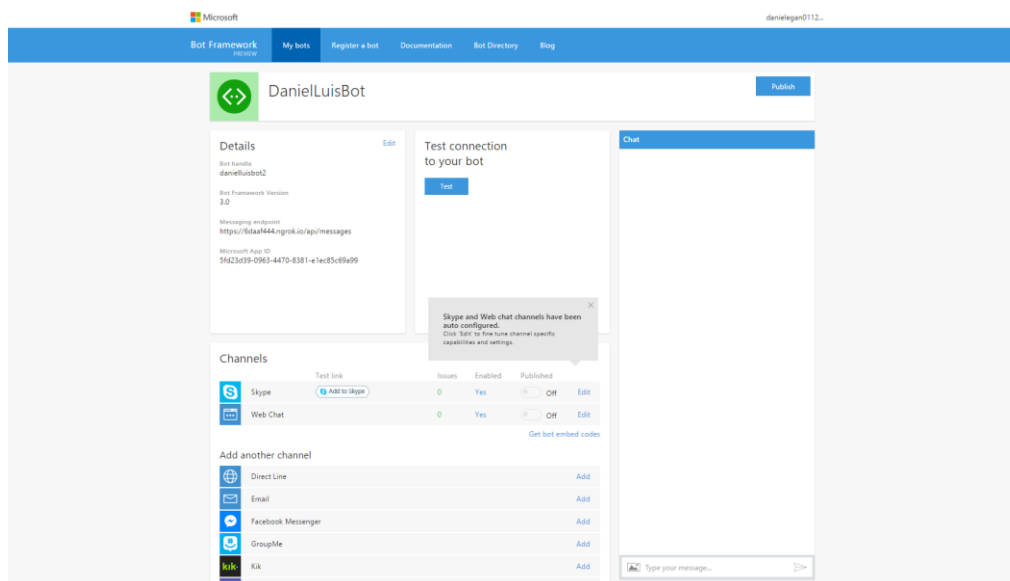 Microsoft
danielegan0112...
Bot Framework
PREVIEW
My bots
Register a bot
Documentation
Bot Directory
Blog
DanielLuisBot
Publish
Details
Edit
Bot handle
danielluisbot2
Bot Framework Version
3.0
Messaging endpoint
https://6daaf444.ngrok.io/api/messages
Microsoft App ID
5fd23d39-0963-4470-8381-e1ec85c69a99
Test connection
to your bot
Test
Chat
Skype and Web chat channels have been
auto configured.
Click 'Edit' to fine tune channel specific
capabilities and settings.
Channels
Test link
Issues
Enabled
Published
Skype
Add to Skype
0
Yes
Off
Edit
Web Chat
0
Yes
Off
Edit
Get bot embed codes
Add another channel
Direct Line
Add
Email
Add
Facebook Messenger
Add
GroupMe
Add
kik
Kik
Add
Type your message...